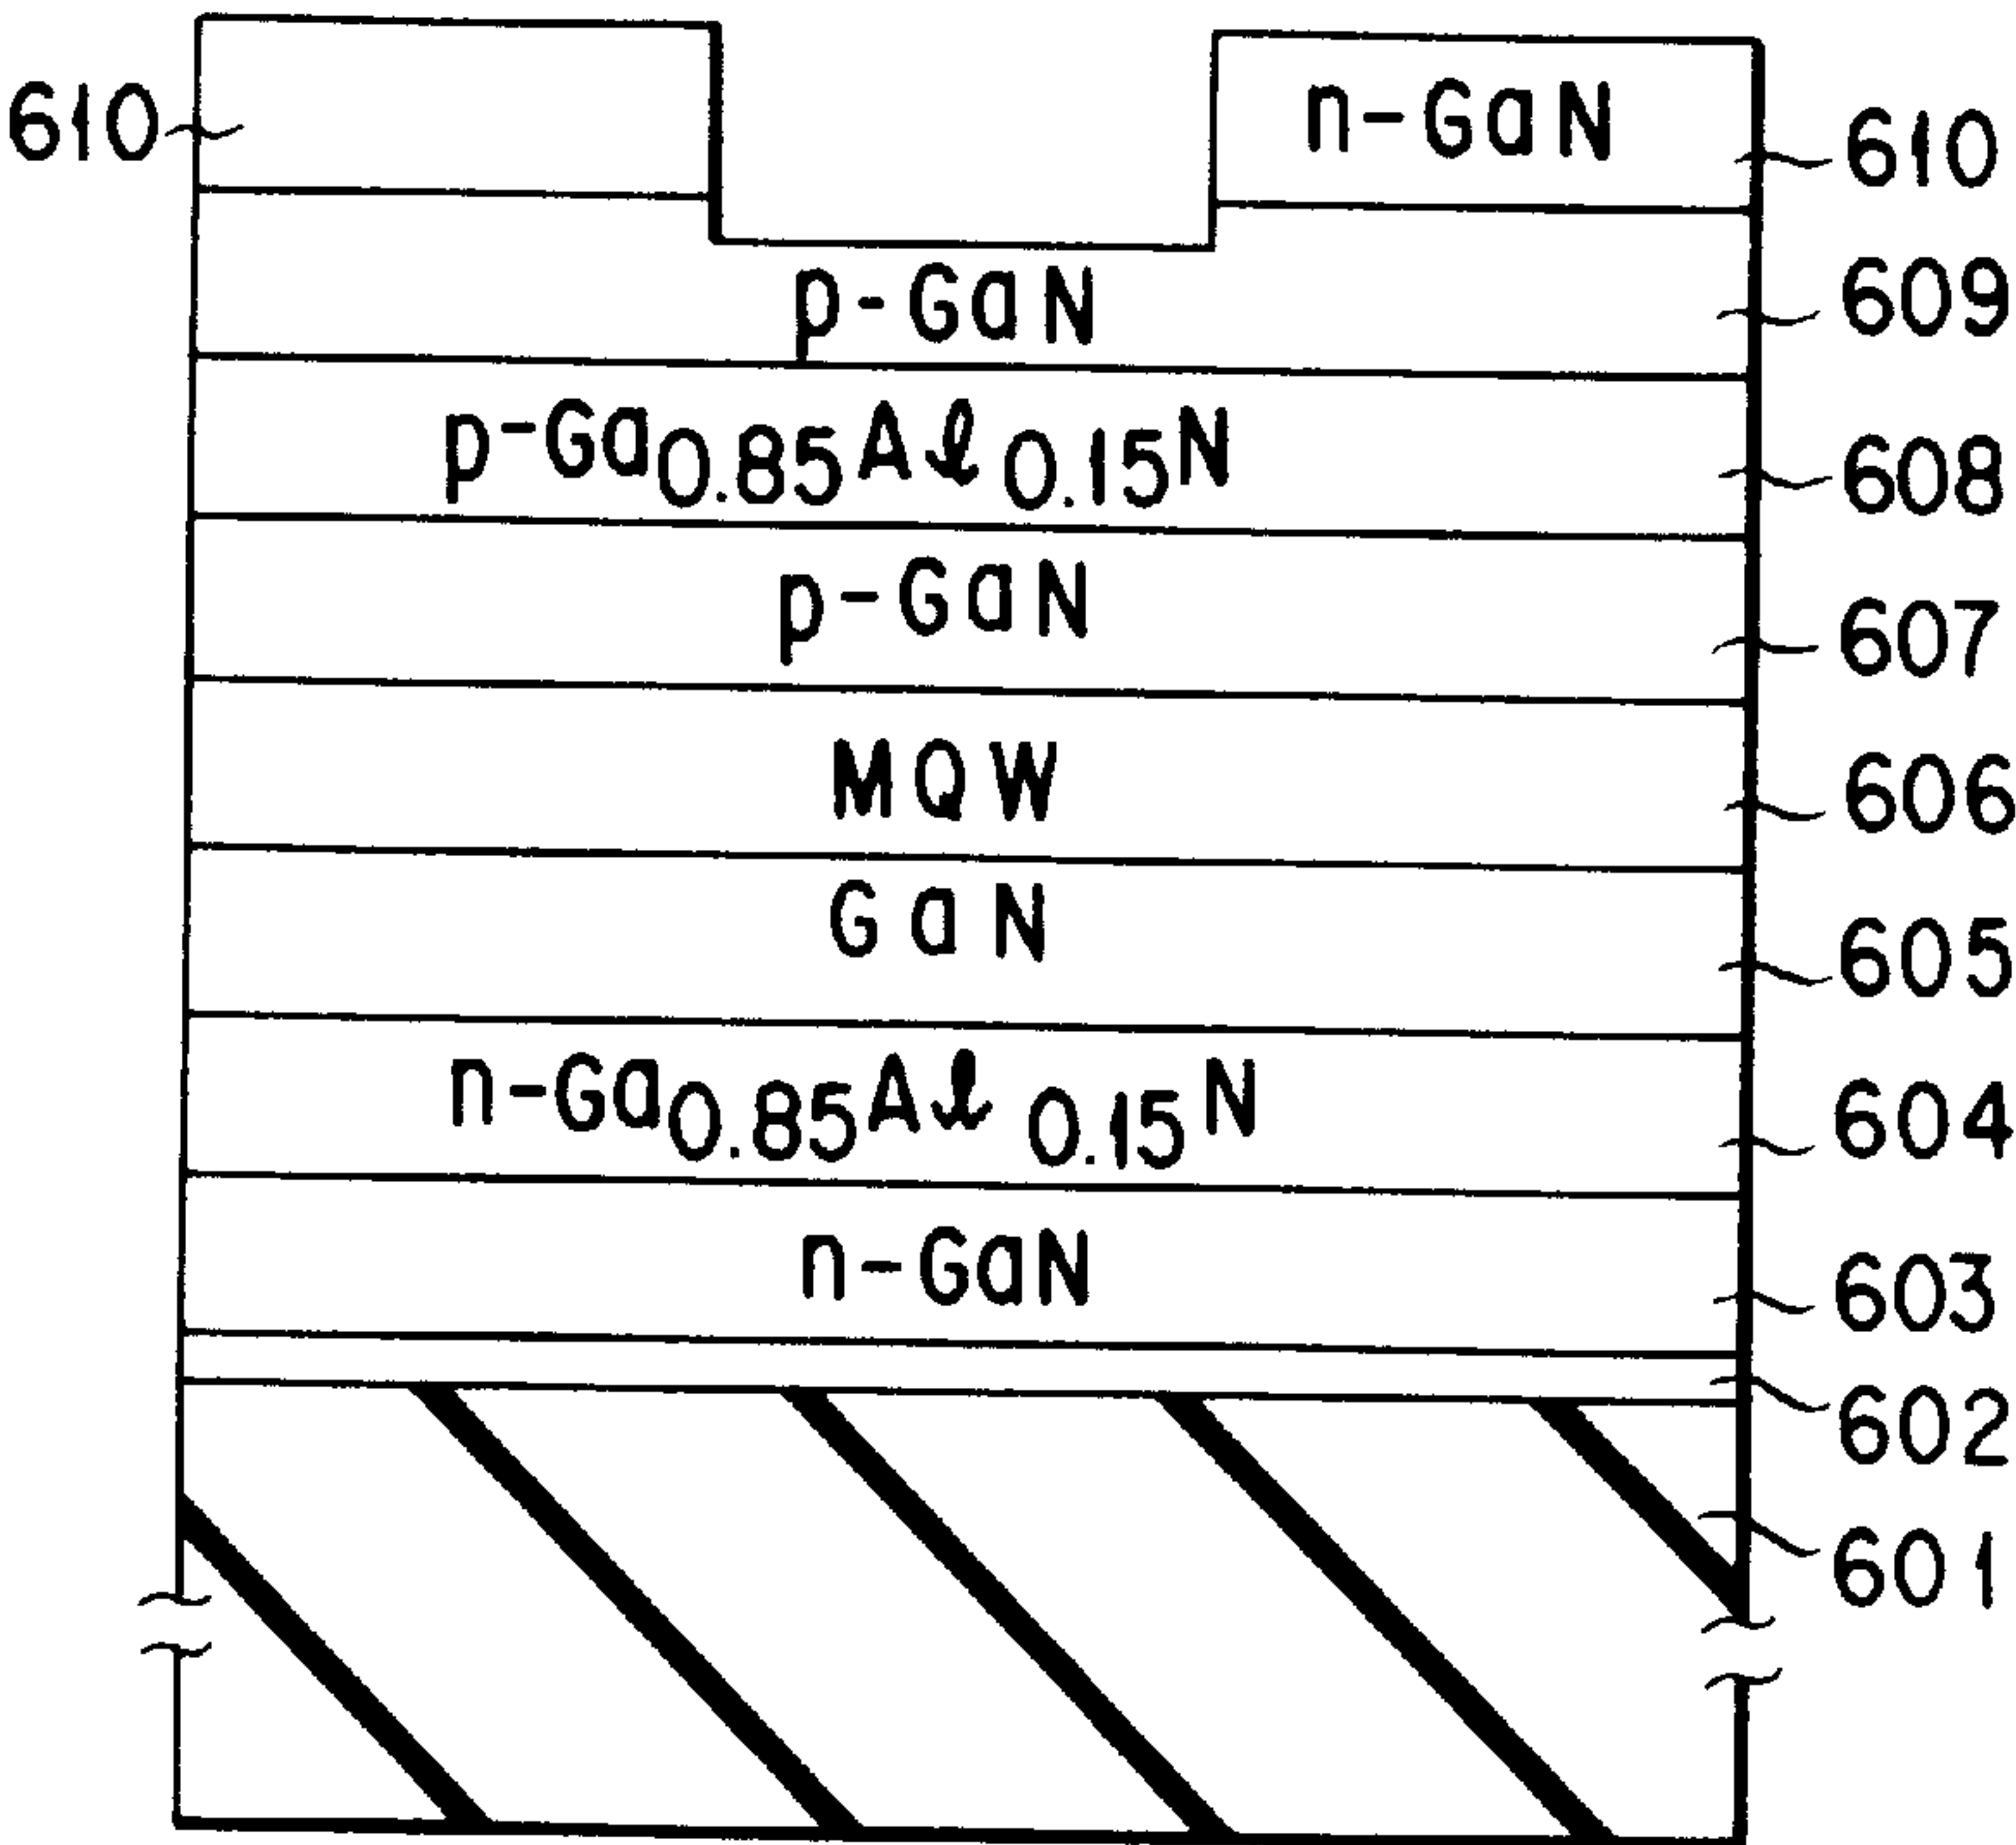 610 n-GaN 610
p-GaN 609
p-Ga0.85Aℓ0.15N 608
p-GaN 607
MQW 606
GaN 605
n-Ga0.85Aℓ0.15N 604
n-GaN 603
602
601